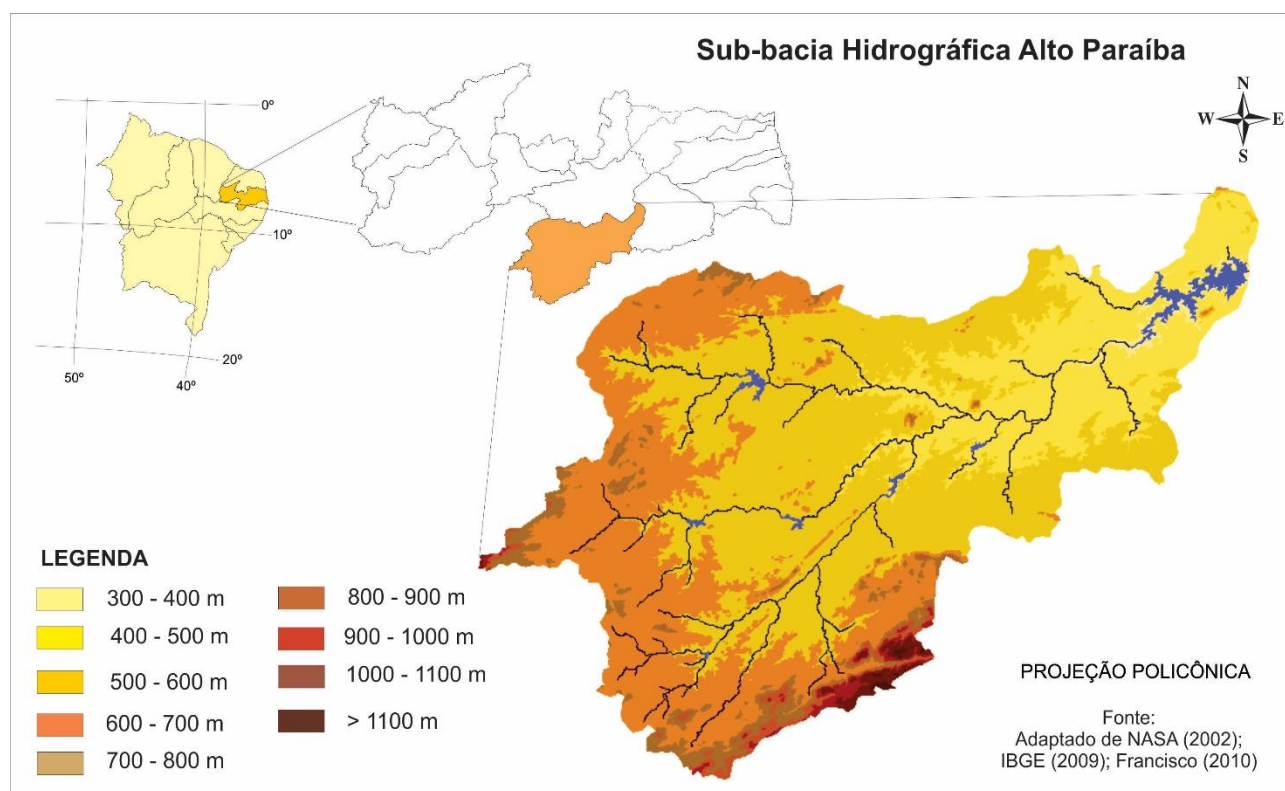 Sub-bacia Hidrográfica Alto Paraíba
N
W
E
S
0º
10º
20º
50º
40º
LEGENDA
300 - 400 m
400 - 500 m
500 - 600 m
600 - 700 m
700 - 800 m
800 - 900 m
900 - 1000 m
1000 - 1100 m
> 1100 m
PROJEÇÃO POLICÔNICA
Fonte:
Adaptado de NASA (2002);
IBGE (2009); Francisco (2010)